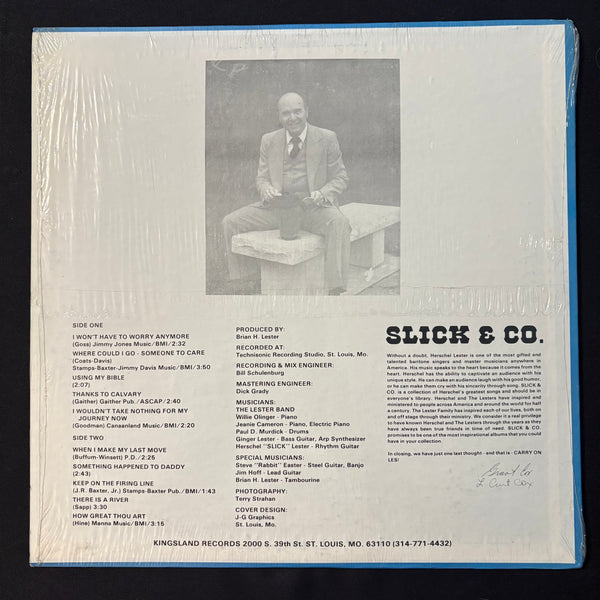 SIDE ONE
I WON'T HAVE TO WORRY ANYMORE
(Goss) Jimmy Jones Music/BMI/2:32
WHERE COULD I GO - SOMEONE TO CARE
(Coats-Davis)
Stamps-Baxter-Jimmy Davis Music/BMI/3:50
USING MY BIBLE
(2:07)
THANKS TO CALVARY
(Gaither) Gaither Pub./ASCAP/2:40
I WOULDN'T TAKE NOTHING FOR MY
JOURNEY NOW
(Goodman) Canaanland Music/BMI/2:20
SIDE TWO
WHEN I MAKE MY LAST MOVE
(Buffum-Winsett) P.D./2:25
SOMETHING HAPPENED TO DADDY
(2:43)
KEEP ON THE FIRING LINE
(J.R. Baxter, Jr.) Stamps-Baxter Pub./BMI/1:43
THERE IS A RIVER
(Sapp) 3:30
HOW GREAT THOU ART
(Hine) Manna Music/BMI/3:15
PRODUCED BY:
Brian H. Lester
RECORDED AT:
Technisonic Recording Studio, St. Louis, Mo.
RECORDING & MIX ENGINEER:
Bill Schulenburg
MASTERING ENGINEER:
Dick Grady
MUSICIANS:
THE LESTER BAND
Willie Olinger - Piano
Jeanie Cameron - Piano, Electric Piano
Paul D. Murdick - Drums
Ginger Lester - Bass Guitar, Arp Synthesizer
Herschel "SLICK" Lester - Rhythm Guitar
SPECIAL MUSICIANS:
Steve "Rabbit" Easter - Steel Guitar, Banjo
Jim Hoff - Lead Guitar
Brian H. Lester - Tambourine
PHOTOGRAPHY:
Terry Strahan
COVER DESIGN:
J-G Graphics
St. Louis, Mo.
SLICK & CO.
Without a doubt, Herschel Lester is one of the most gifted and
talented baritone singers and master musicians anywhere in
America. His music speaks to the heart because it comes from the
heart. Herschel has the ability to captivate an audience with his
unique style. He can make an audience laugh with his good humor,
or he can make them cry with his sincerity through song. SLICK &
CO. is a collection of Herschel's greatest songs and should be in
everyone's library. Herschel and The Lesters have inspired and
ministered to people across America and around the world for half
a century. The Lester Family has inspired each of our lives, both on
and off stage through their ministry. We consider it a real privilege
to have known Herschel and The Lesters through the years as they
have always been true friends in time of need. SLICK & CO.
promises to be one of the most inspirational albums that you could
have in your collection.
In closing, we have just one last thought - and that is - CARRY ON
LES!
KINGSLAND RECORDS 2000 S. 39th St. ST. LOUIS, MO. 63110 (314-771-4432)